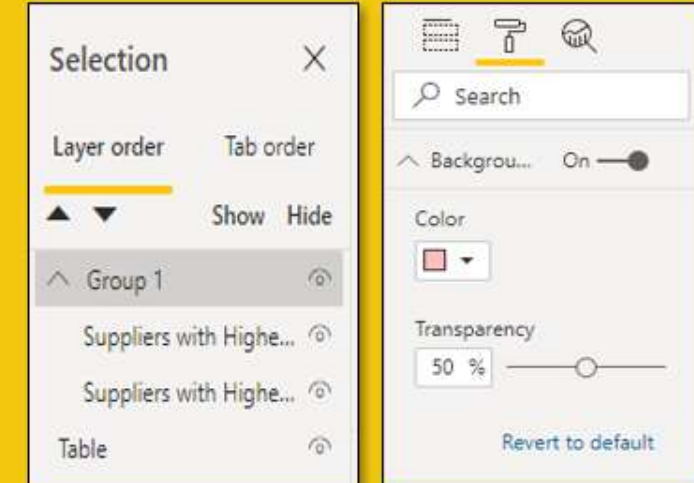 Selection
Layer order Tab order
Show Hide
Group 1
Suppliers with Highe...
Suppliers with Highe...
Table
Search
Backgrou... On
Color
Transparency
50 %
Revert to default